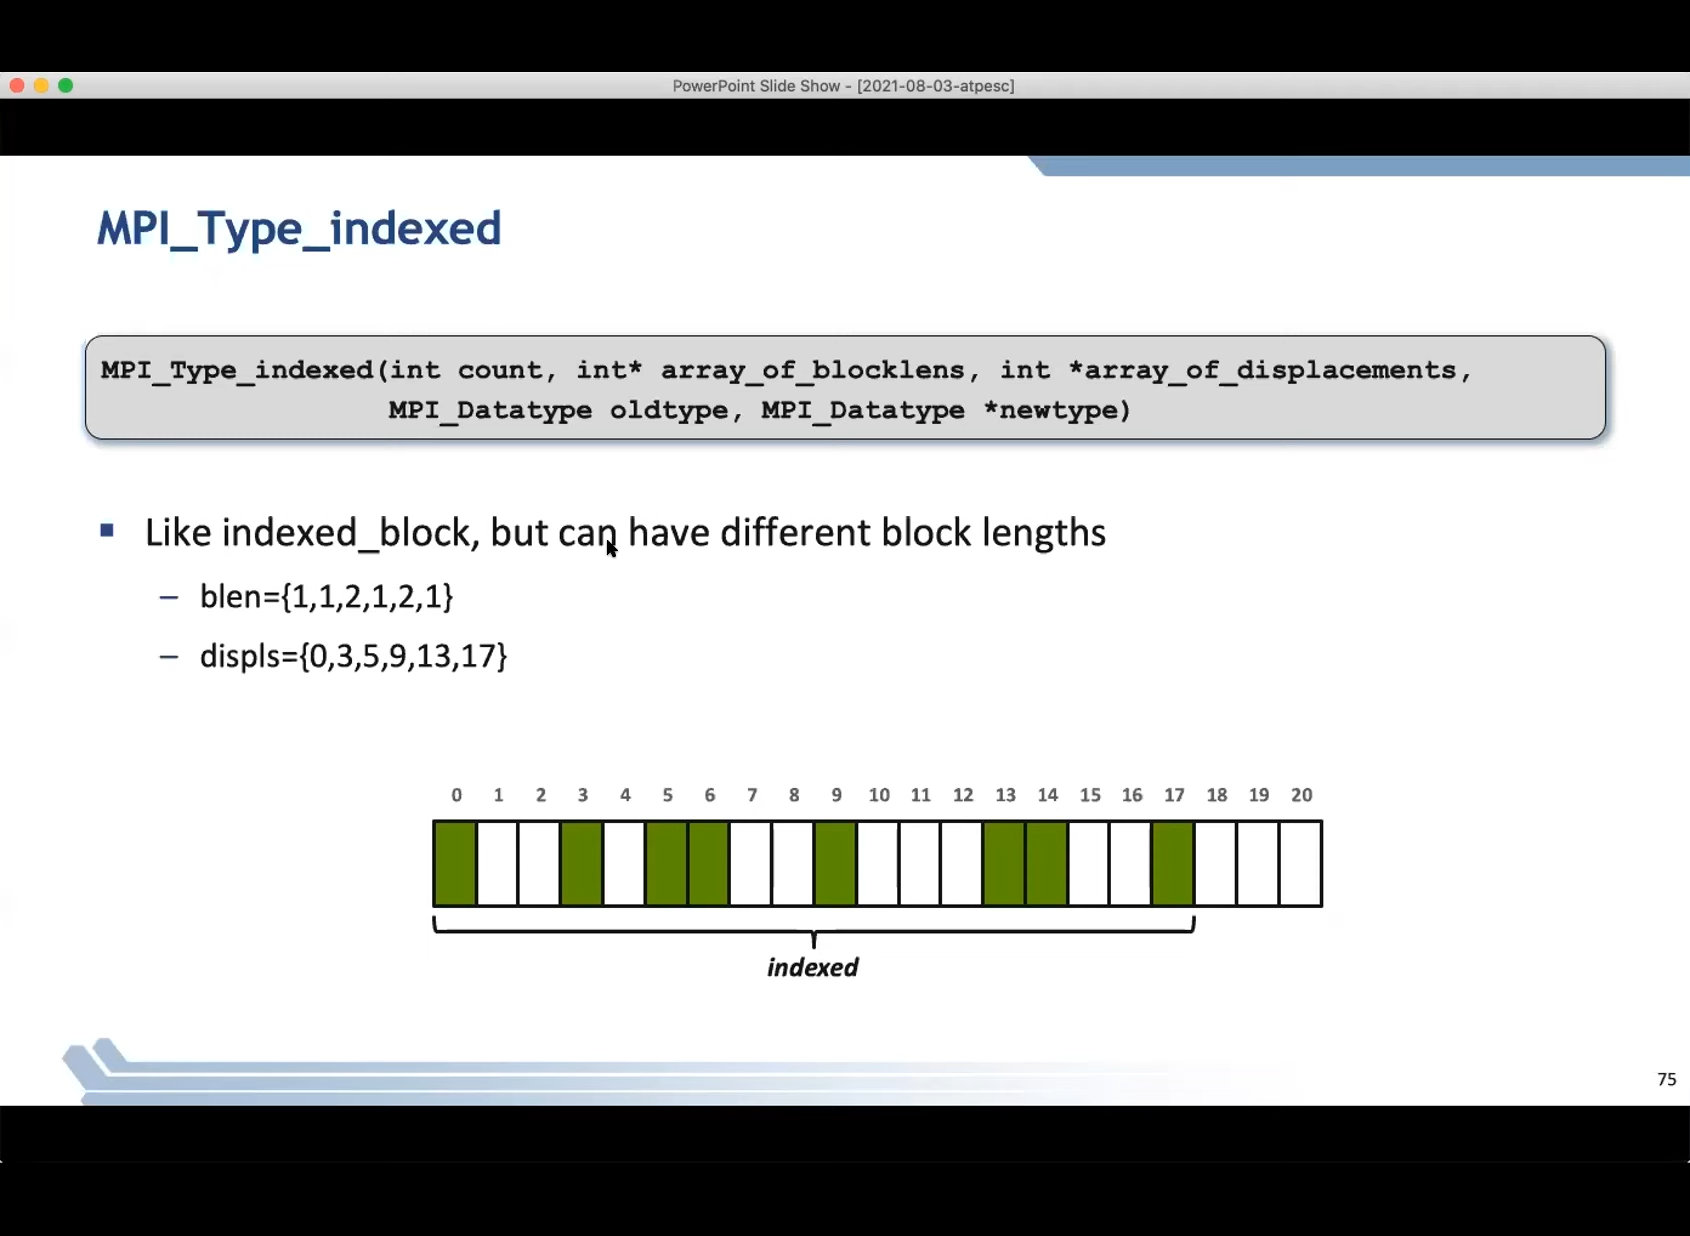 PowerPoint Slide Show - [2021-08-03-atpesc]
MPI_Type_indexed
MPI_Type_indexed(int count, int* array_of_blocklens, int *array_of_displacements,
MPI_Datatype oldtype, MPI_Datatype *newtype)
Like indexed_block, but can have different block lengths
– blen={1,1,2,1,2,1}
– displs={0,3,5,9,13,17}
0 1 2 3 4 5 6 7 8 9 10 11 12 13 14 15 16 17 18 19 20
indexed
75